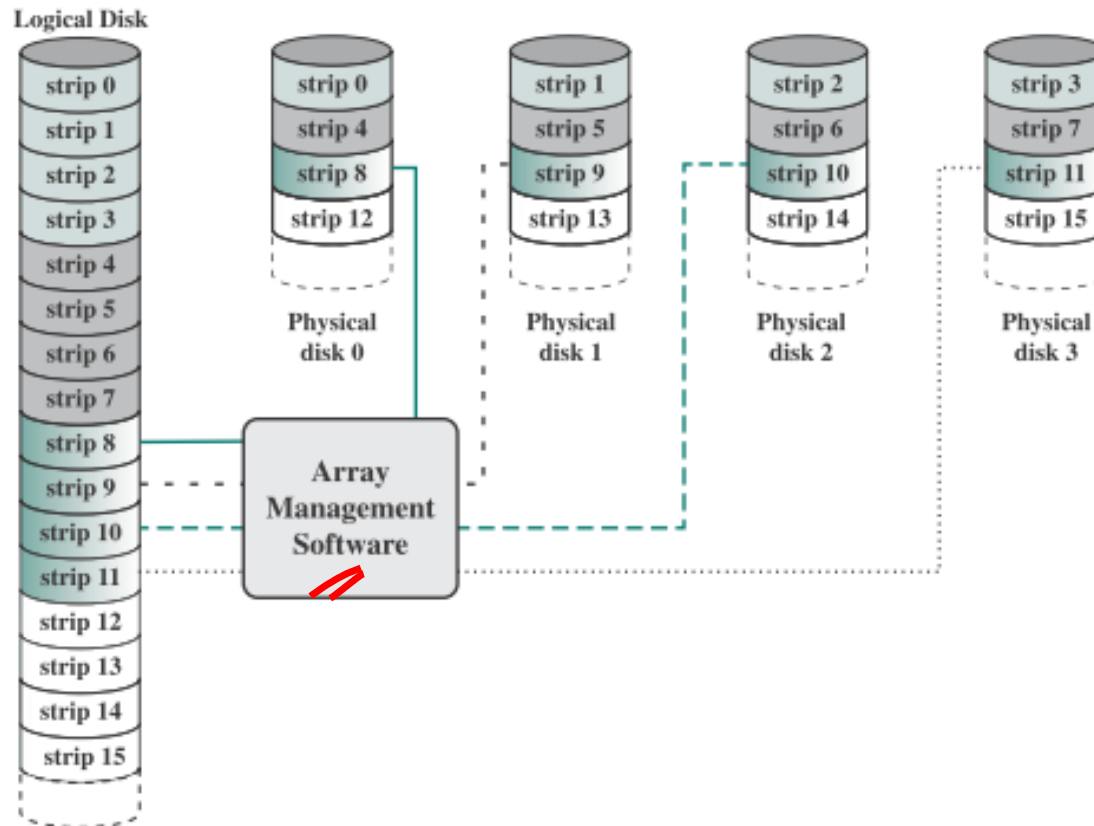 Logical Disk
strip 0
strip 1
strip 2
strip 3
strip 4
strip 5
strip 6
strip 7
strip 8
strip 9
strip 10
strip 11
strip 12
strip 13
strip 14
strip 15
strip 0
strip 4
strip 8
strip 12
Physical
disk 0
strip 1
strip 5
strip 9
strip 13
Physical
disk 1
strip 2
strip 6
strip 10
strip 14
Physical
disk 2
strip 3
strip 7
strip 11
strip 15
Physical
disk 3
Array
Management
Software